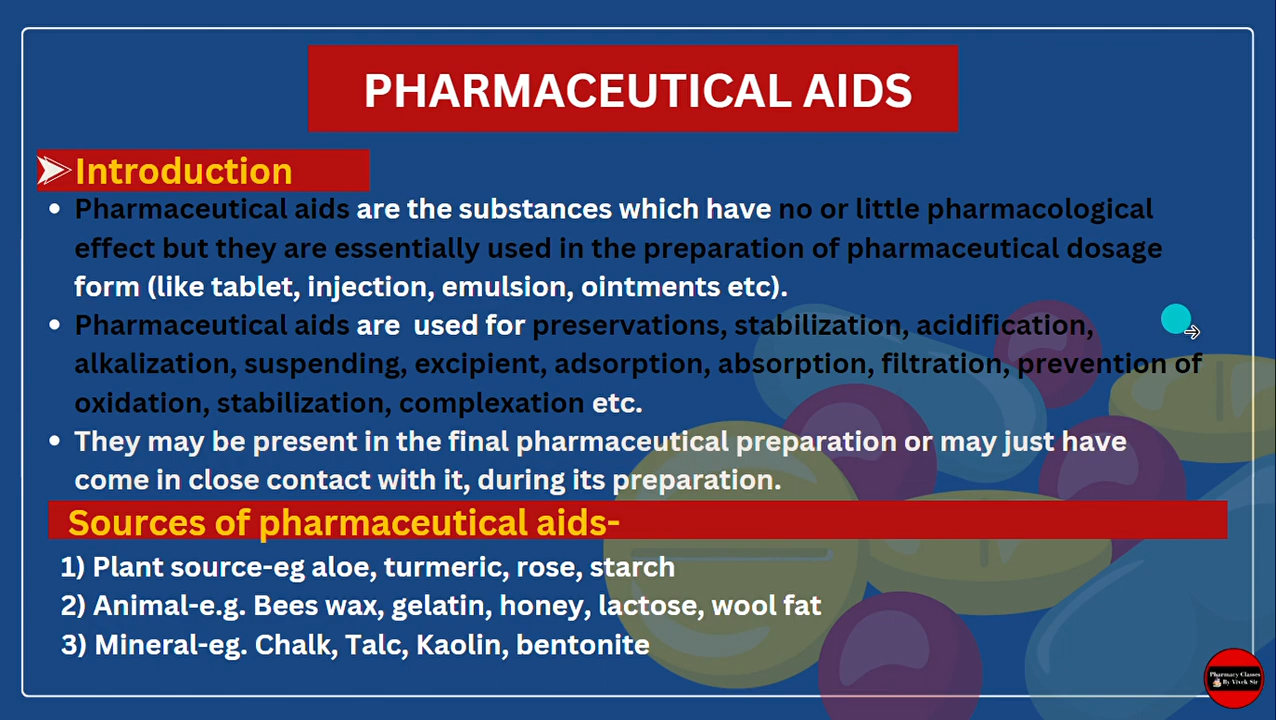 PHARMACEUTICAL AIDS
Introduction
• Pharmaceutical aids are the substances which have no or little pharmacological
effect but they are essentially used in the preparation of pharmaceutical dosage
form (like tablet, injection, emulsion, ointments etc).
• Pharmaceutical aids are used for preservations, stabilization, acidification,
alkalization, suspending, excipient, adsorption, absorption, filtration, prevention of
oxidation, stabilization, complexation etc.
• They may be present in the final pharmaceutical preparation or may just have
come in close contact with it, during its preparation.
Sources of pharmaceutical aids-
1) Plant source-eg aloe, turmeric, rose, starch
2) Animal-e.g. Bees wax, gelatin, honey, lactose, wool fat
3) Mineral-eg. Chalk, Talc, Kaolin, bentonite
Pharmacy Classes
By Vivek Sir